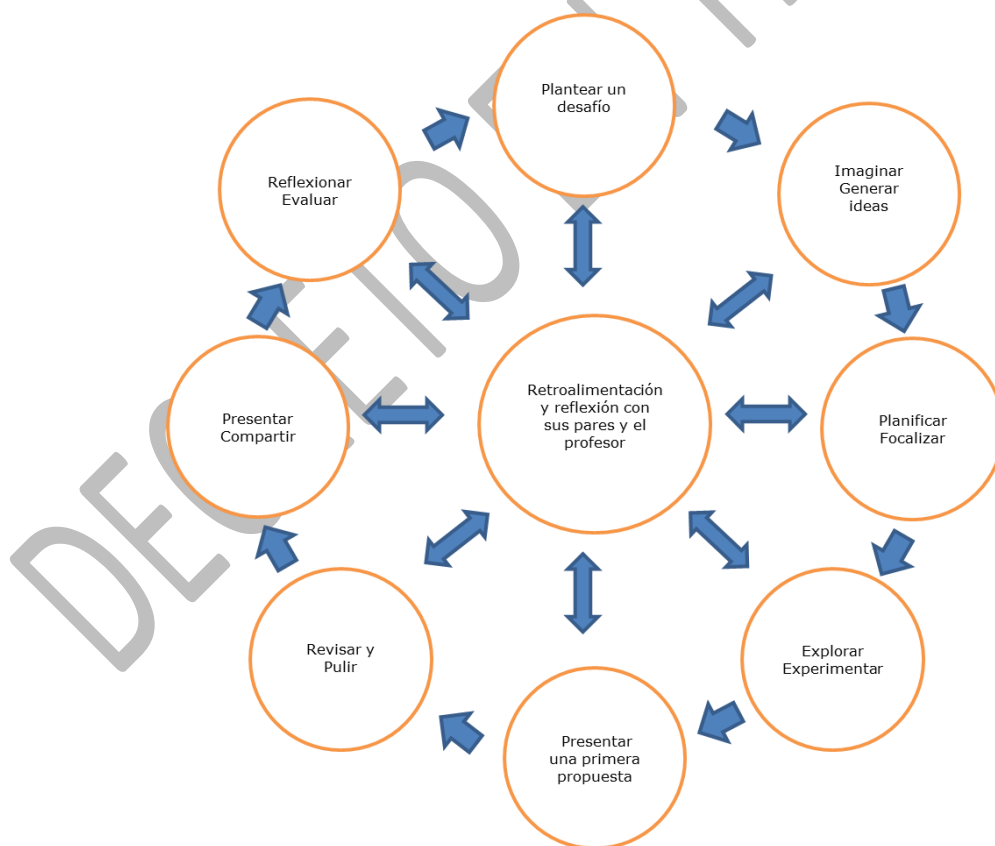 Plantear un
desafío
Imaginar
Generar
ideas
Planificar
Focalizar
Explorar
Experimentar
Presentar
una primera
propuesta
Revisar y
Pulir
Presentar
Compartir
Reflexionar
Evaluar
Retroalimentación
y reflexión con
sus pares y el
profesor